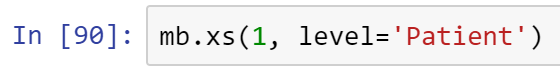 In [90]: mb.xs(1, level='Patient')